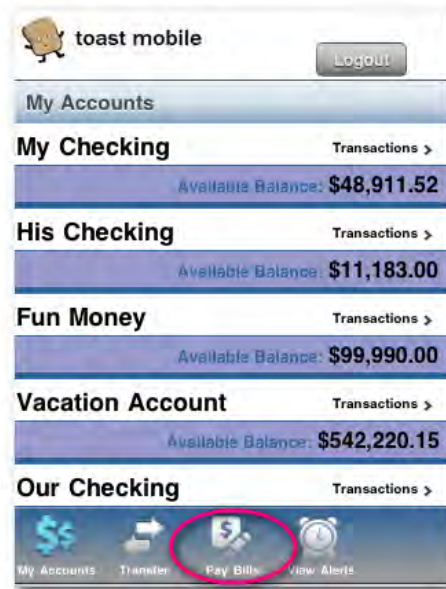 toast mobile
Logout
My Accounts
My Checking Transactions >
Available Balance: $48,911.52
His Checking Transactions >
Available Balance: $11,183.00
Fun Money Transactions >
Available Balance: $99,990.00
Vacation Account Transactions >
Available Balance: $542,220.15
Our Checking Transactions >
My Accounts Transfer Pay Bills View Alerts